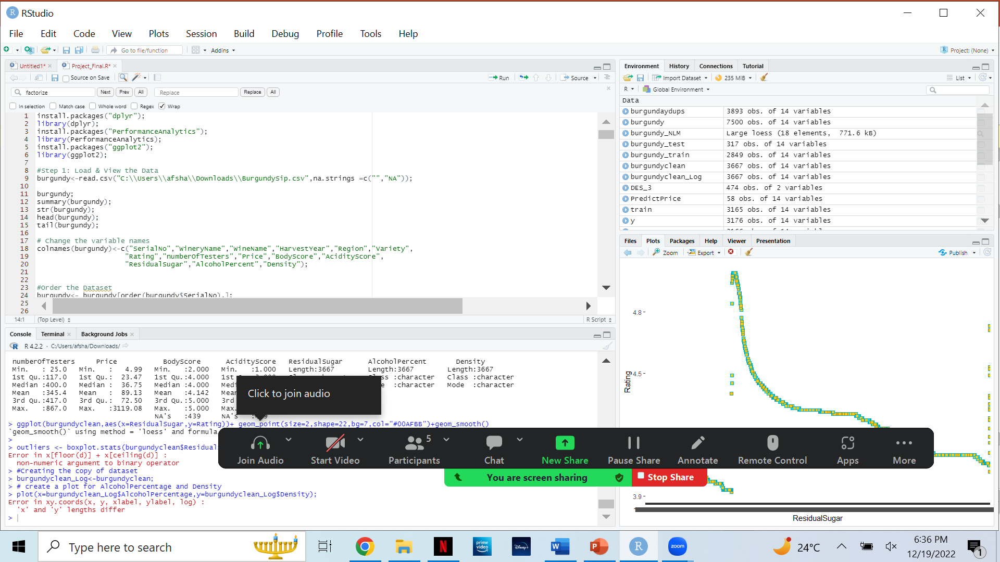 RStudio
File Edit Code View Plots Session Build Debug Profile Tools Help
Go to file/function Addins Project: (None)
Untitled1* Project_Final.R*
Source on Save Run Source
factorize Next Prev All Replace Replace All
In selection Match case Whole word Regex Wrap
1 install.packages("dplyr");
2 library(dplyr);
3 install.packages("PerformanceAnalytics");
4 library(PerformanceAnalytics);
5 install.packages("ggplot2");
6 library(ggplot2);
7
8 #Step 1: Load & View the Data
9 burgundy<-read.csv("C:\\Users\\afsha\\Downloads\\BurgundySip.csv",na.strings =c("","NA"));
10
11 burgundy;
12 summary(burgundy);
13 str(burgundy);
14 head(burgundy);
15 tail(burgundy);
16
17 # Change the variable names
18 colnames(burgundy)<-c("SerialNo","WineryName","WineName","HarvestYear","Region","Variety",
19 "Rating","numberOfTesters","Price","BodyScore","AcidityScore",
20 "ResidualSugar","AlcoholPercent","Density");
21
22
23 #Order the Dataset
24 burgundy<- burgundy[order(burgundy$SerialNo),];
25
26
14:1 (Top Level) R Script
Console Terminal Background Jobs
R 4.2.2 · C:/Users/afsha/Downloads/
numberOfTesters Price BodyScore AcidityScore ResidualSugar AlcoholPercent Density
Min. : 25.0 Min. : 4.99 Min. :2.000 Min. :1.000 Length:3667 Length:3667 Length:3667
1st Qu.:117.0 1st Qu.: 23.47 1st Qu.:4.000 1st :character Class :character
Median :400.0 Median : 36.75 Median :4.000 Medi :character Mode :character
Mean :345.4 Mean : 89.13 Mean :4.142 Mean
3rd Qu.:417.0 3rd Qu.: 72.50 3rd Qu.:5.000 3rd
Max. :867.0 Max. :3119.08 Max. :5.000 Max.
NA's :439 NA's
> ggplot(burgundyclean,aes(x=ResidualSugar,y=Rating))+ geom_point(size=2,shape=22,bg=7,col="#00AFBB")+geom_smooth()
`geom_smooth()` using method = 'loess' and formula
>
> outliers <- boxplot.stats(burgundyclean$Residual
Error in x[floor(d)] + x[ceiling(d)] :
non-numeric argument to binary operator
> #Creating the copy of dataset
> burgundyclean_Log<-burgundyclean;
> # create a plot for AlcoholPercentage and Density
> plot(x=burgundyclean_Log$AlcoholPercentage,y=burgundyclean_Log$Density);
Error in xy.coords(x, y, xlabel, ylabel, log) :
'x' and 'y' lengths differ
>
Environment History Connections Tutorial
Import Dataset 235 MiB List
R Global Environment
Data
burgundaydups 3893 obs. of 14 variables
burgundy 7500 obs. of 14 variables
burgundy_NLM Large loess (18 elements, 771.6 kB)
burgundy_test 317 obs. of 14 variables
burgundy_train 2849 obs. of 14 variables
burgundyclean 3667 obs. of 14 variables
burgundyclean_Log 3667 obs. of 14 variables
DES_3 474 obs. of 2 variables
PredictPrice 58 obs. of 14 variables
train 3165 obs. of 14 variables
y 3176 obs. of 14 variables
Files Plots Packages Help Viewer Presentation
Zoom Export Publish
4.8
4.5
3.9
Rating
ResidualSugar
Click to join audio
5
Join Audio Start Video Participants Chat New Share Pause Share Annotate Remote Control Apps More
You are screen sharing Stop Share
Type here to search
N
prime video
Disney+
W
P
R
zoom
24°C
6:36 PM
12/19/2022
1